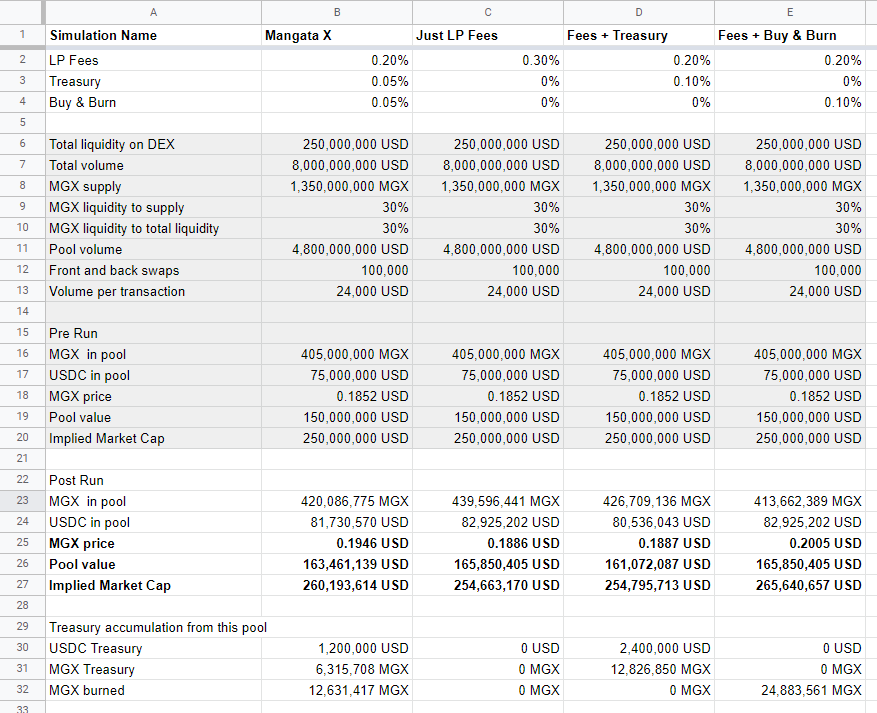 A B C D E
1 Simulation Name Mangata X Just LP Fees Fees + Treasury Fees + Buy & Burn
2 LP Fees 0.20% 0.30% 0.20% 0.20%
3 Treasury 0.05% 0% 0.10% 0%
4 Buy & Burn 0.05% 0% 0% 0.10%
5
6 Total liquidity on DEX 250,000,000 USD 250,000,000 USD 250,000,000 USD 250,000,000 USD
7 Total volume 8,000,000,000 USD 8,000,000,000 USD 8,000,000,000 USD 8,000,000,000 USD
8 MGX supply 1,350,000,000 MGX 1,350,000,000 MGX 1,350,000,000 MGX 1,350,000,000 MGX
9 MGX liquidity to supply 30% 30% 30% 30%
10 MGX liquidity to total liquidity 30% 30% 30% 30%
11 Pool volume 4,800,000,000 USD 4,800,000,000 USD 4,800,000,000 USD 4,800,000,000 USD
12 Front and back swaps 100,000 100,000 100,000 100,000
13 Volume per transaction 24,000 USD 24,000 USD 24,000 USD 24,000 USD
14
15 Pre Run
16 MGX in pool 405,000,000 MGX 405,000,000 MGX 405,000,000 MGX 405,000,000 MGX
17 USDC in pool 75,000,000 USD 75,000,000 USD 75,000,000 USD 75,000,000 USD
18 MGX price 0.1852 USD 0.1852 USD 0.1852 USD 0.1852 USD
19 Pool value 150,000,000 USD 150,000,000 USD 150,000,000 USD 150,000,000 USD
20 Implied Market Cap 250,000,000 USD 250,000,000 USD 250,000,000 USD 250,000,000 USD
21
22 Post Run
23 MGX in pool 420,086,775 MGX 439,596,441 MGX 426,709,136 MGX 413,662,389 MGX
24 USDC in pool 81,730,570 USD 82,925,202 USD 80,536,043 USD 82,925,202 USD
25 MGX price 0.1946 USD 0.1886 USD 0.1887 USD 0.2005 USD
26 Pool value 163,461,139 USD 165,850,405 USD 161,072,087 USD 165,850,405 USD
27 Implied Market Cap 260,193,614 USD 254,663,170 USD 254,795,713 USD 265,640,657 USD
28
29 Treasury accumulation from this pool
30 USDC Treasury 1,200,000 USD 0 USD 2,400,000 USD 0 USD
31 MGX Treasury 6,315,708 MGX 0 MGX 12,826,850 MGX 0 MGX
32 MGX burned 12,631,417 MGX 0 MGX 0 MGX 24,883,561 MGX
33